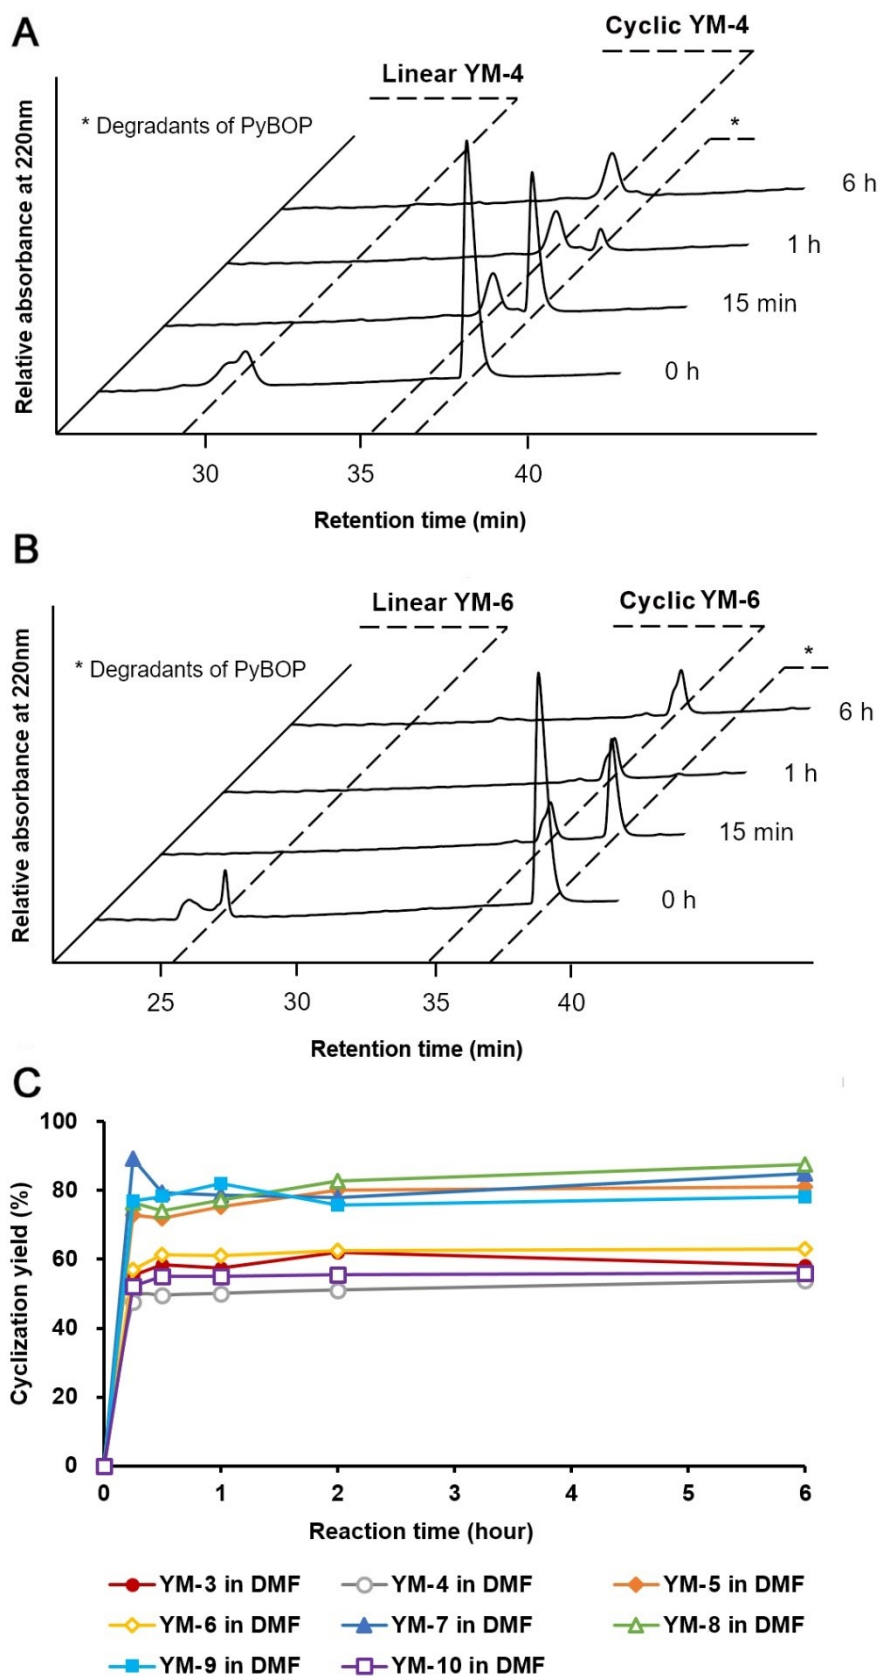 A
Cyclic YM-4
Linear YM-4
* Degradants of PyBOP
*
6 h
1 h
15 min
0 h
Relative absorbance at 220nm
30
35
40
Retention time (min)
B
Linear YM-6
Cyclic YM-6
* Degradants of PyBOP
*
6 h
1 h
15 min
0 h
Relative absorbance at 220nm
25
30
35
40
Retention time (min)
C
100
80
60
40
20
0
Cyclization yield (%)
0
1
2
3
4
5
6
Reaction time (hour)
YM-3 in DMF
YM-4 in DMF
YM-5 in DMF
YM-6 in DMF
YM-7 in DMF
YM-8 in DMF
YM-9 in DMF
YM-10 in DMF